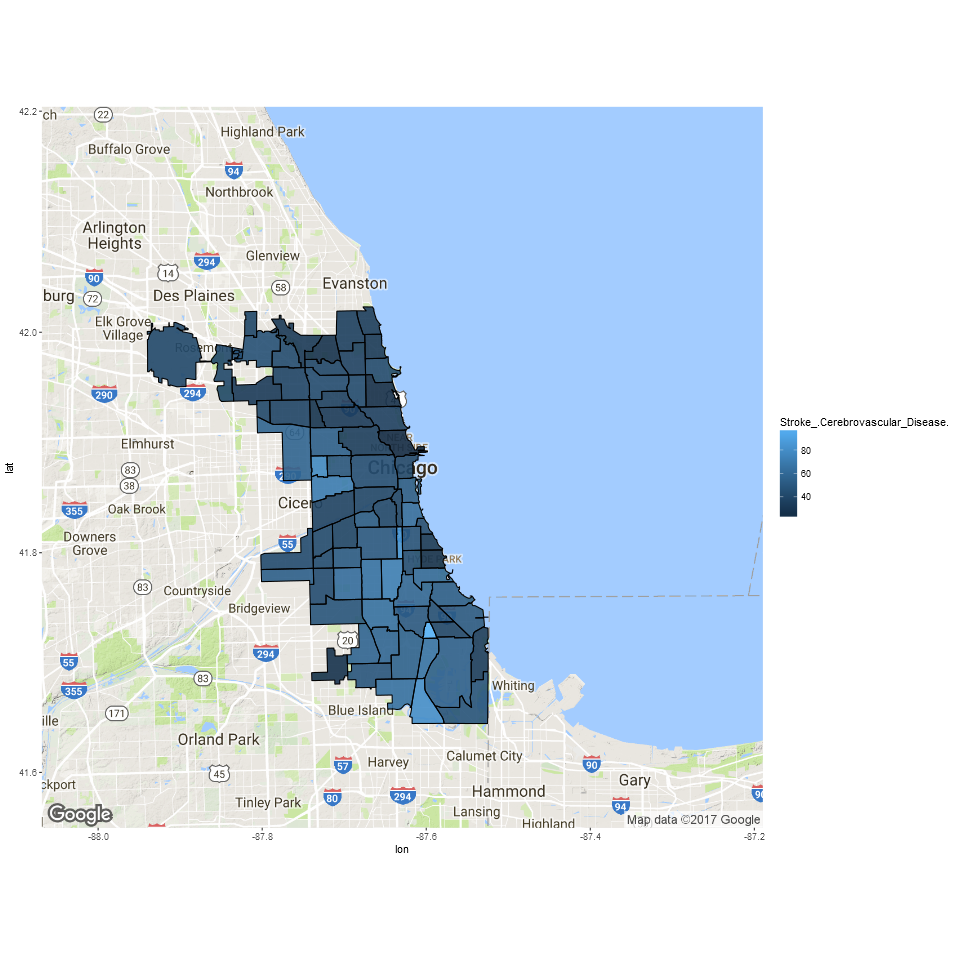 42.2
ch
22
Highland Park
Buffalo Grove
94
Northbrook
Arlington
Heights
Glenview
294
14
90
58
Evanston
burg
72
Des Plaines
42.0
Elk Grove
Village
290
294
Elmhurst
83
38
Chicago
355
Oak Brook
Cicero
Downers
Grove
55
41.8
PARK
83
Countryside
Bridgeview
20
294
55
355
83
Whiting
171
Blue Island
ille
Orland Park
Calumet City
45
57
Harvey
90
41.6
ckport
Gary
Hammond
80
294
94
90
Tinley Park
Lansing
Highland
Google
Map data ©2017 Google
-88.0
-87.8
-87.6
-87.4
-87.2
lon
lat
Stroke_.Cerebrovascular_Disease.
80
60
40